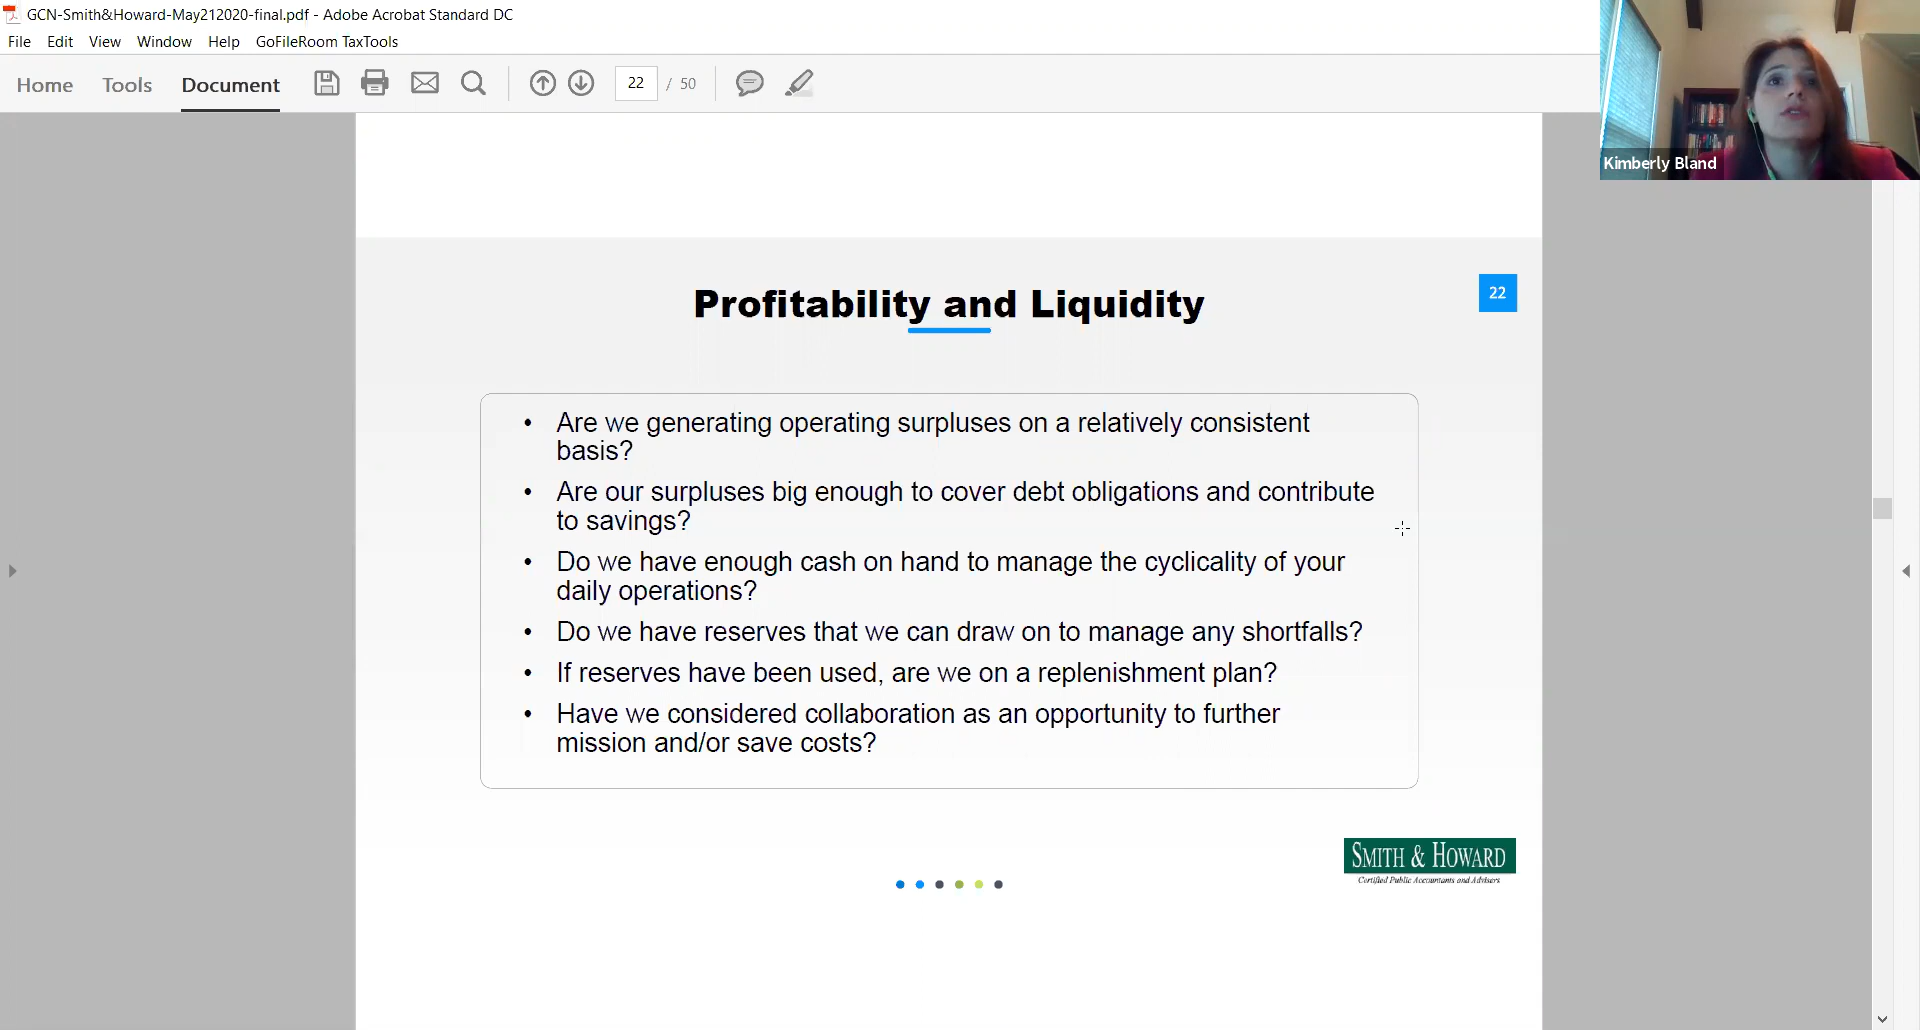 GCN-Smith&Howard-May212020-final.pdf - Adobe Acrobat Standard DC
File Edit View Window Help GoFileRoom TaxTools
Home Tools Document 22 / 50
Kimberly Bland
Profitability and Liquidity
22
• Are we generating operating surpluses on a relatively consistent
basis?
• Are our surpluses big enough to cover debt obligations and contribute
to savings?
• Do we have enough cash on hand to manage the cyclicality of your
daily operations?
• Do we have reserves that we can draw on to manage any shortfalls?
• If reserves have been used, are we on a replenishment plan?
• Have we considered collaboration as an opportunity to further
mission and/or save costs?
SMITH & HOWARD
Certified Public Accountants and Advisors